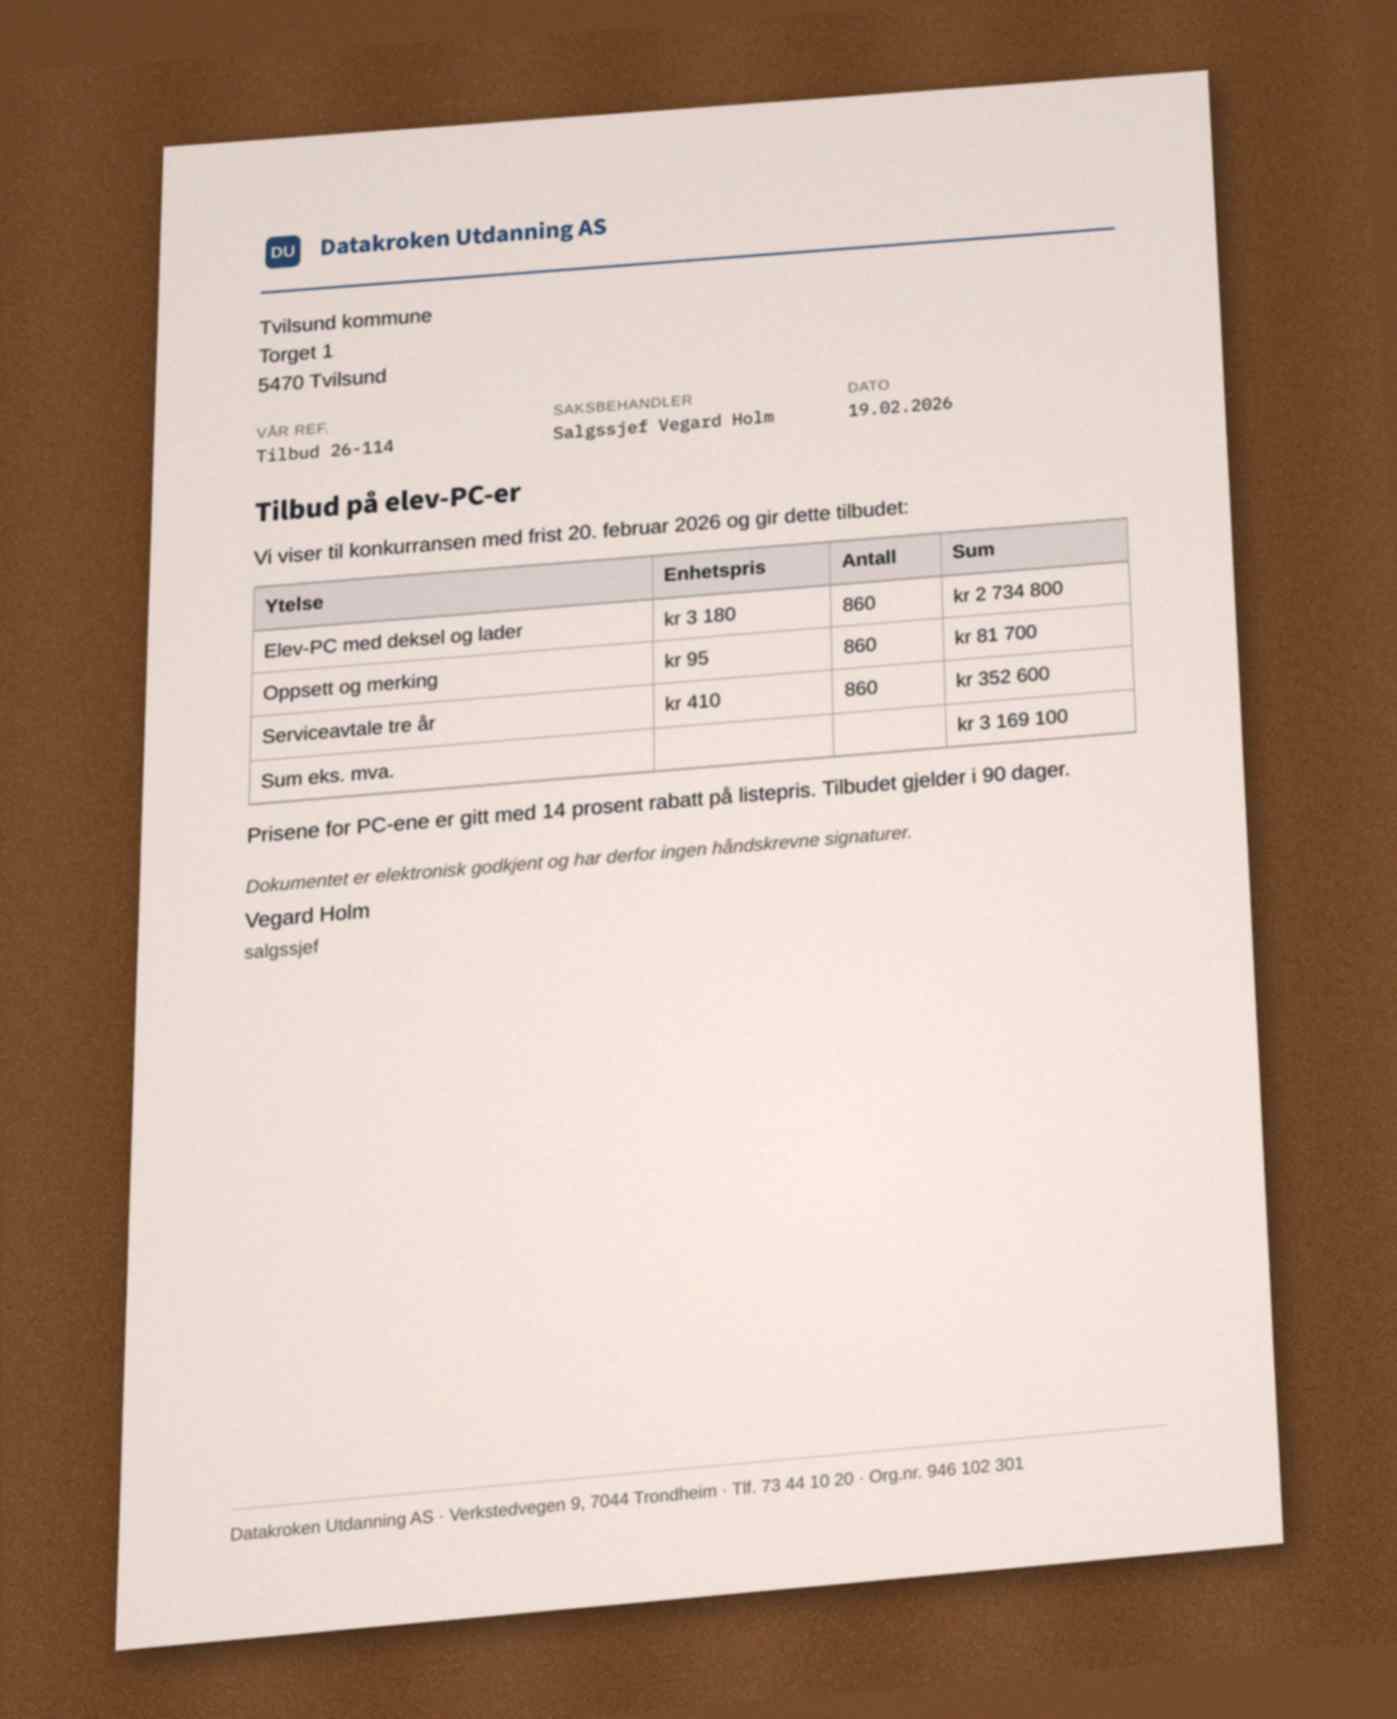 DU Datakroken Utdanning AS
Tvilsund kommune
Torget 1
5470 Tvilsund
VÅR REF. SAKSBEHANDLER DATO
Tilbud 26-114 Salgssjef Vegard Holm 19.02.2026
Tilbud på elev-PC-er
Vi viser til konkurransen med frist 20. februar 2026 og gir dette tilbudet:
Ytelse Enhetspris Antall Sum
Elev-PC med deksel og lader kr 3 180 860 kr 2 734 800
Oppsett og merking kr 95 860 kr 81 700
Serviceavtale tre år kr 410 860 kr 352 600
Sum eks. mva. kr 3 169 100
Prisene for PC-ene er gitt med 14 prosent rabatt på listepris. Tilbudet gjelder i 90 dager.
Dokumentet er elektronisk godkjent og har derfor ingen håndskrevne signaturer.
Vegard Holm
salgssjef
Datakroken Utdanning AS · Verkstedvegen 9, 7044 Trondheim · Tlf. 73 44 10 20 · Org.nr. 946 102 301